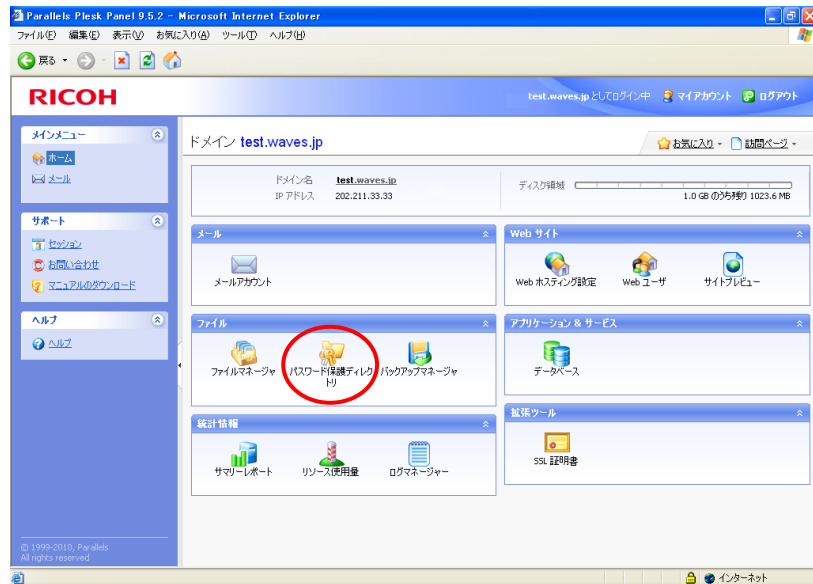 Parallels Plesk Panel 9.5.2 - Microsoft Internet Explorer
ファイル(F) 編集(E) 表示(V) お気に入り(A) ツール(T) ヘルプ(H)
戻る
RICOH
test.waves.jp としてログイン中 マイアカウント ログアウト
メインメニュー
ホーム
メール
サポート
セッション
お問い合わせ
マニュアルのダウンロード
ヘルプ
ヘルプ
© 1999-2010, Parallels
All rights reserved
ドメイン test.waves.jp
お気に入り 訪問ページ
ドメイン名 test.waves.jp
IP アドレス 202.211.33.33
ディスク領域
1.0 GB のうち残り 1023.6 MB
メール
メールアカウント
Web サイト
Web ホスティング設定 Web ユーザ サイトプレビュー
ファイル
ファイルマネージャ パスワード保護ディレクトリ バックアップマネージャ
アプリケーション & サービス
データベース
統計情報
サマリーレポート リソース使用量 ログマネージャー
拡張ツール
SSL 証明書
インターネット